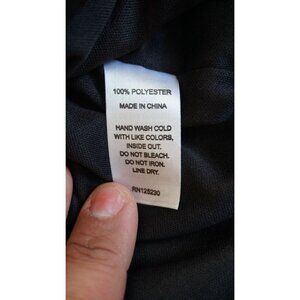 100% POLYESTER
MADE IN CHINA
HAND WASH COLD
WITH LIKE COLORS,
INSIDE OUT.
DO NOT BLEACH.
DO NOT IRON.
LINE DRY.
RN125230